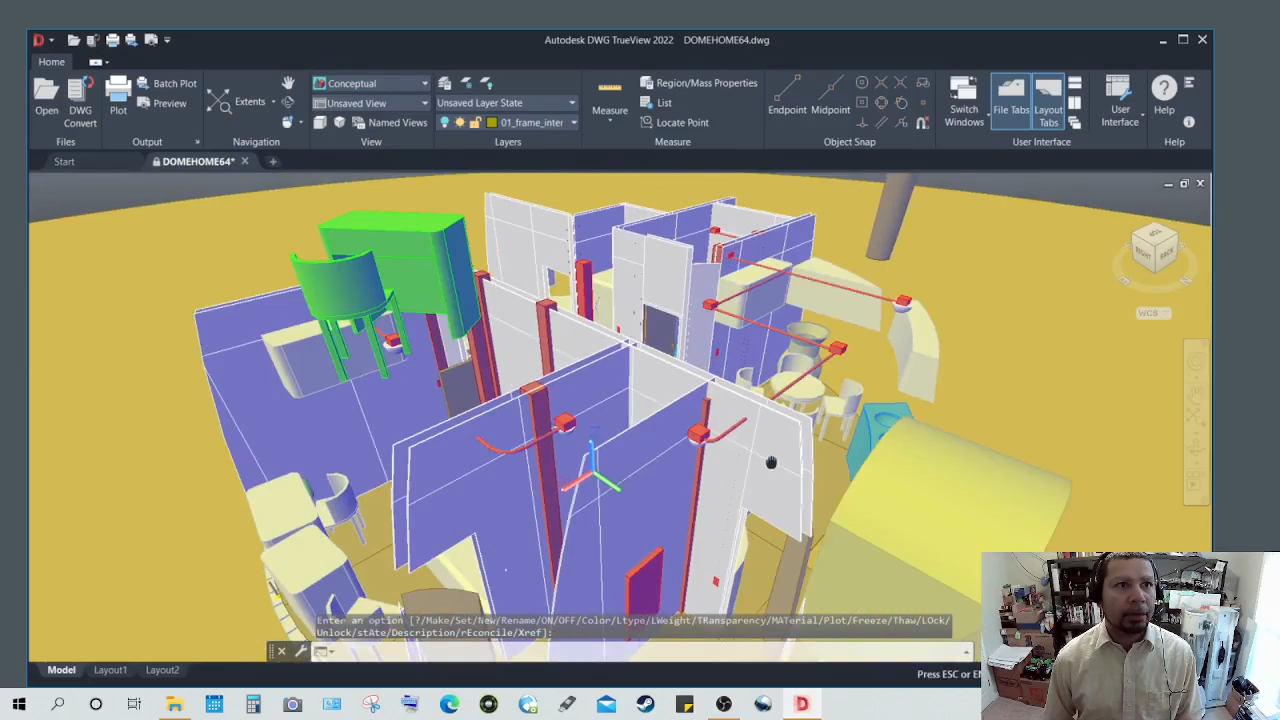 Autodesk DWG TrueView 2022 DOMEHOME64.dwg
Home
Open
DWG Convert
Files
Plot
Batch Plot
Preview
Output
Extents
Navigation
Conceptual
Unsaved View
Named Views
View
Unsaved Layer State
01_frame_inter
Layers
Measure
Region/Mass Properties
List
Locate Point
Measure
Endpoint
Midpoint
Object Snap
Switch Windows
File Tabs
Layout Tabs
User Interface
User Interface
Help
Help
Start
DOMEHOME64*
TOP
RIGHT
BACK
WCS
Enter an option [?/Make/Set/New/Rename/ON/OFF/Color/Ltype/LWeight/TRansparency/MATerial/Plot/Freeze/Thaw/LOck/
Unlock/stAte/Description/rEconcile/Xref]:
Model
Layout1
Layout2
Press ESC or